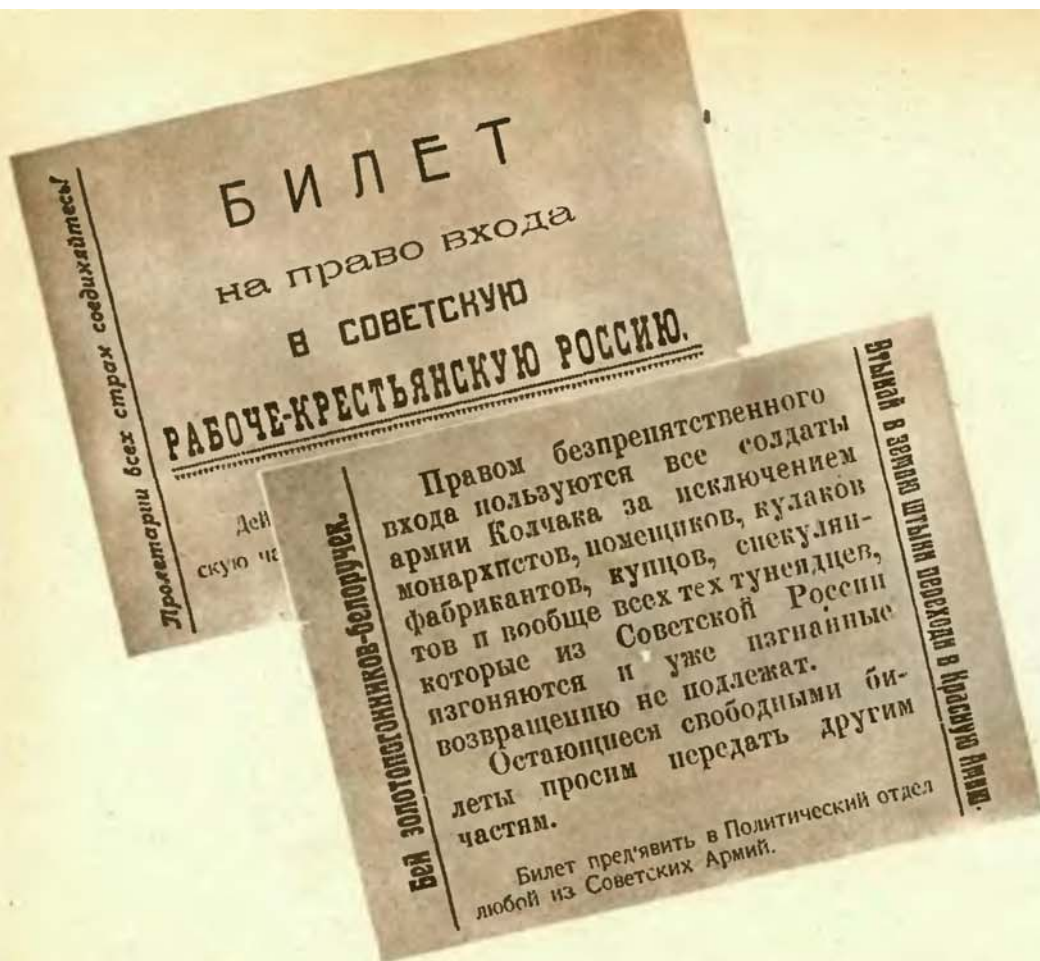 Пролетарии всех стран соединяйтесь!
БИЛЕТ
на право входа
в СОВЕТСКУЮ
РАБОЧЕ-КРЕСТЬЯНСКУЮ РОССИЮ.
Дей
скую ча
Бей золотопогонников-белоручек.
Правом безпрепятственного
входа пользуются все солдаты
армии Колчака за исключением
монархистов, помещиков, кулаков
фабрикантов, купцов, спекулян-
тов и вообще всех тех тунеядцев,
которые из Советской России
изгоняются и уже изгнанные
возвращению не подлежат.
Остающиеся свободными би-
леты просим передать другим
частям.
Билет пред'явить в Политический отдел
любой из Советских Армий.
Втыкай в землю штыки переходи в Красную Армию.